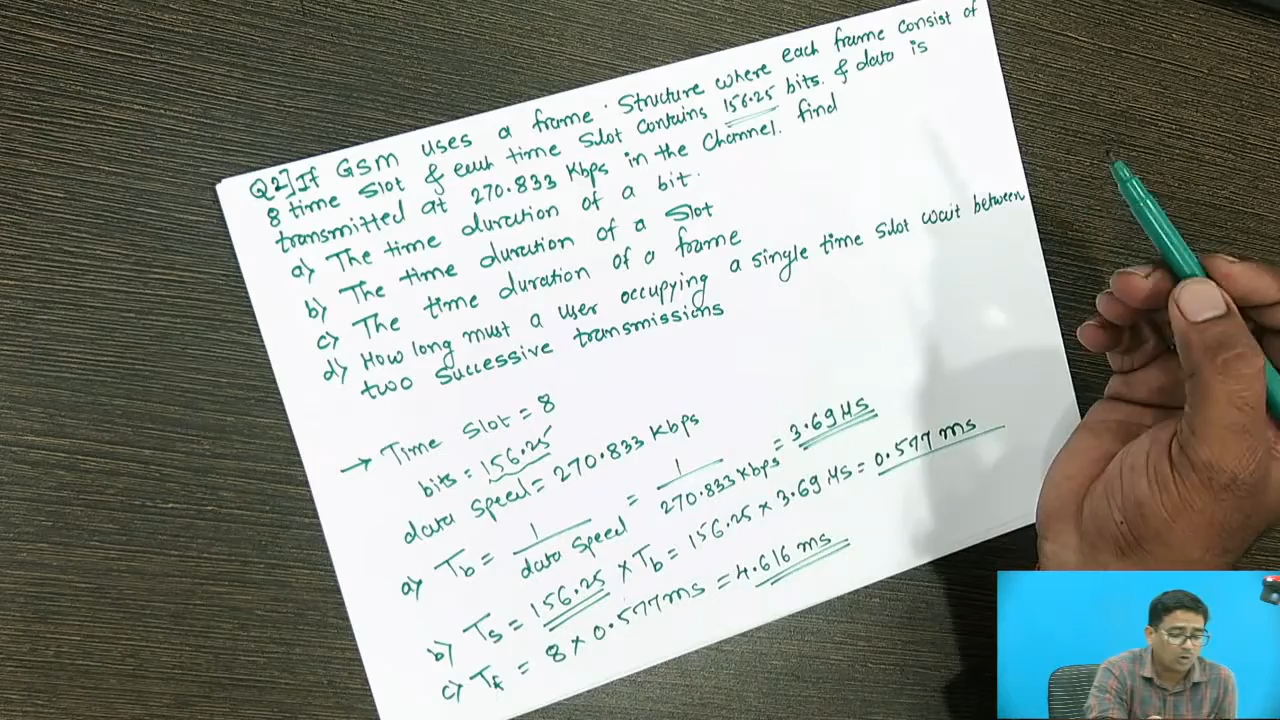 Q2] If GSM uses a frame structure where each frame consist of
8 time slot & each time slot contains 156.25 bits. & data is
transmitted at 270.833 Kbps in the channel. find
a) The time duration of a bit.
b) The time duration of a slot
c) The time duration of a frame
d) How long must a user occupying a single time slot wait between
two successive transmissions
→ Time slot = 8
bits = 156.25
data speed = 270.833 Kbps
a) Tb = 1/data speed = 1/270.833 Kbps = 3.69 μs
b) Ts = 156.25 × Tb = 156.25 × 3.69 μs = 0.577 ms
c) Tf = 8 × 0.577 ms = 4.616 ms